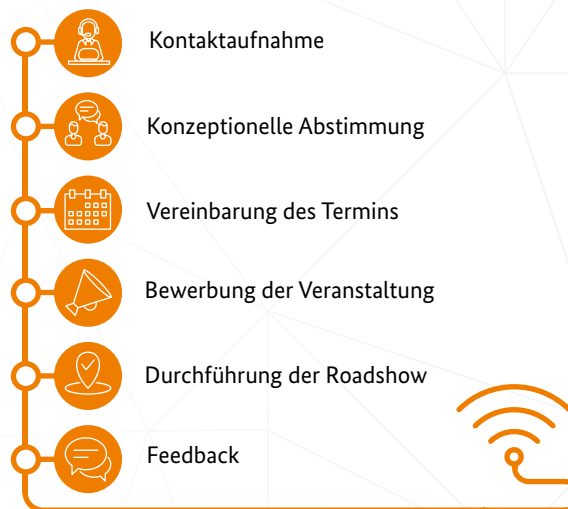 Kontaktaufnahme
Konzeptionelle Abstimmung
Vereinbarung des Termins
Bewerbung der Veranstaltung
Durchführung der Roadshow
Feedback